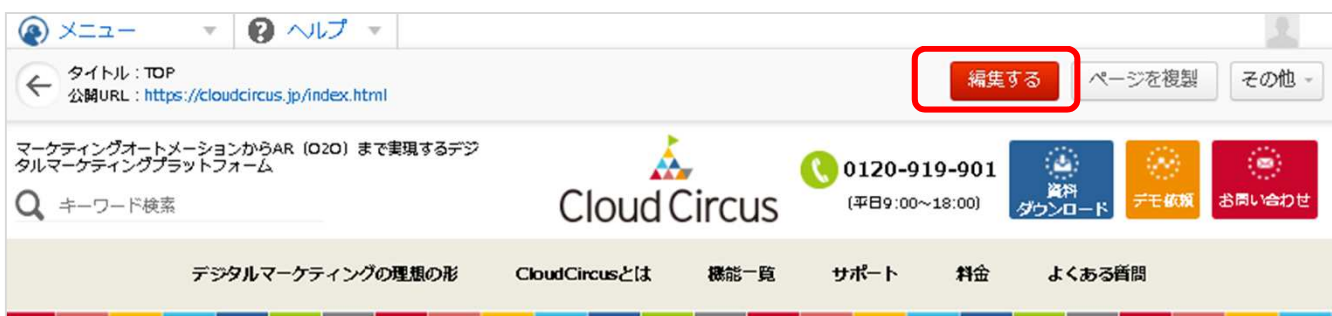 メニュー
ヘルプ
タイトル:TOP
公開URL:https://cloudcircus.jp/index.html
編集する
ページを複製
その他
マーケティングオートメーションからAR（O2O）まで実現するデジ
タルマーケティングプラットフォーム
キーワード検索
Cloud Circus
0120-919-901
(平日9:00～18:00)
資料
ダウンロード
デモ依頼
お問い合わせ
デジタルマーケティングの理想の形
CloudCircusとは
機能一覧
サポート
料金
よくある質問